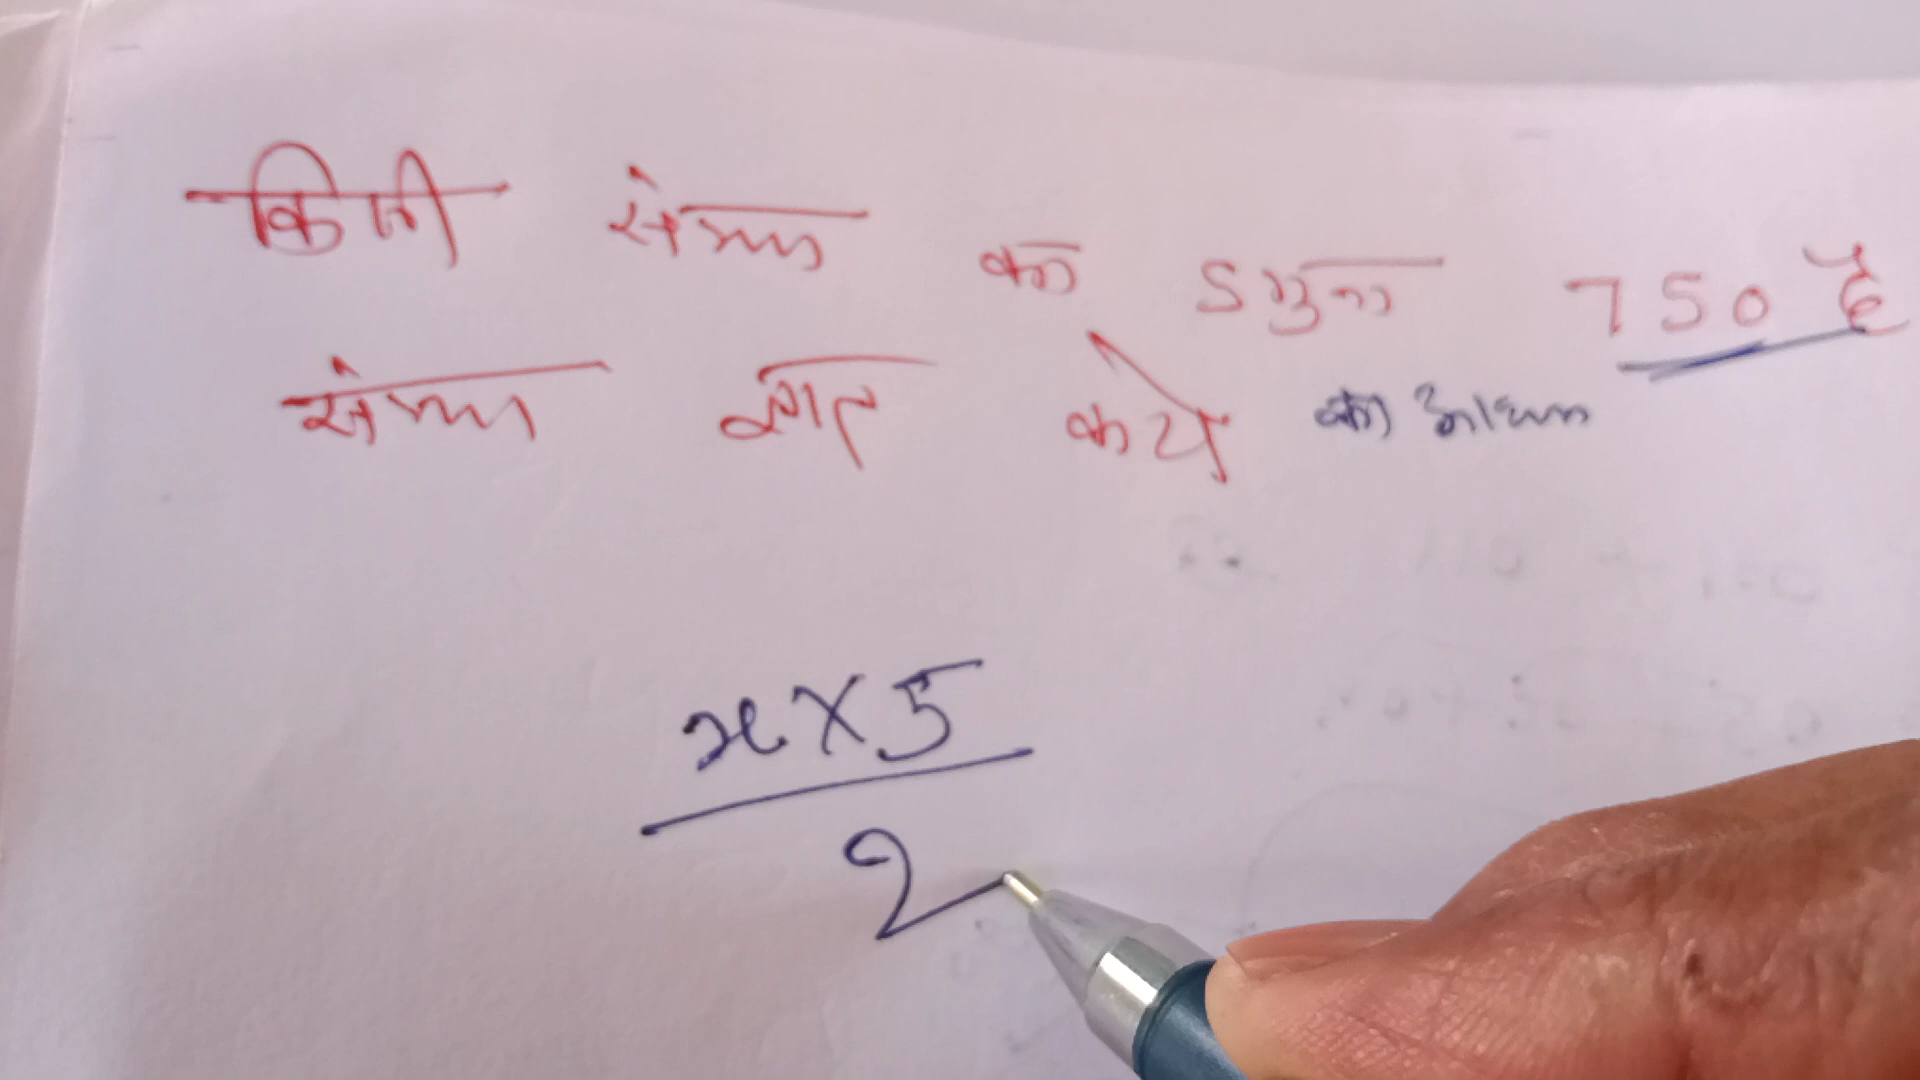 किसी संख्या का 5 गुना 750 है
संख्या ज्ञात करो का आधा
x × 5
2